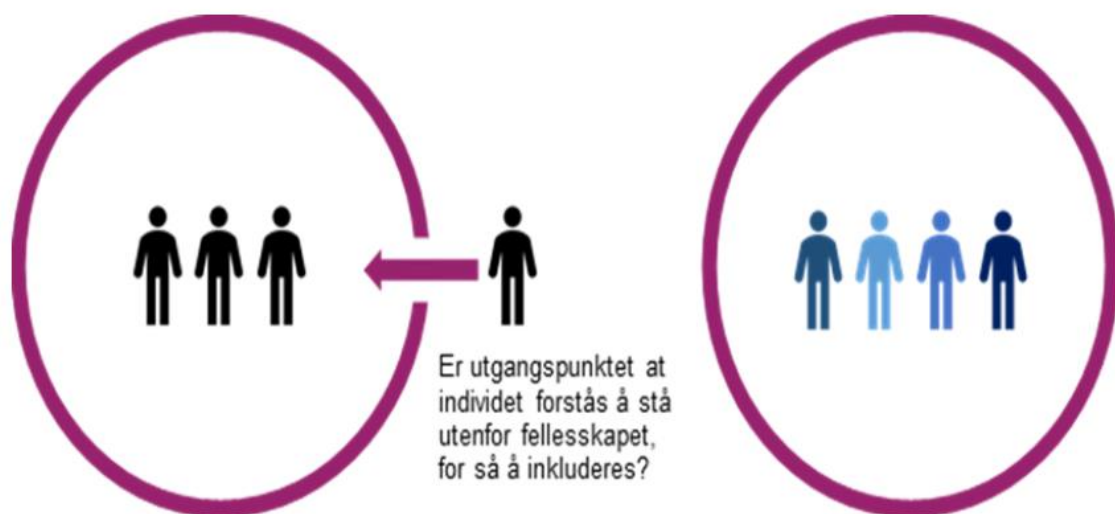 Er utgangspunktet at
individet forstås å stå
utenfor fellesskapet,
for så å inkluderes?